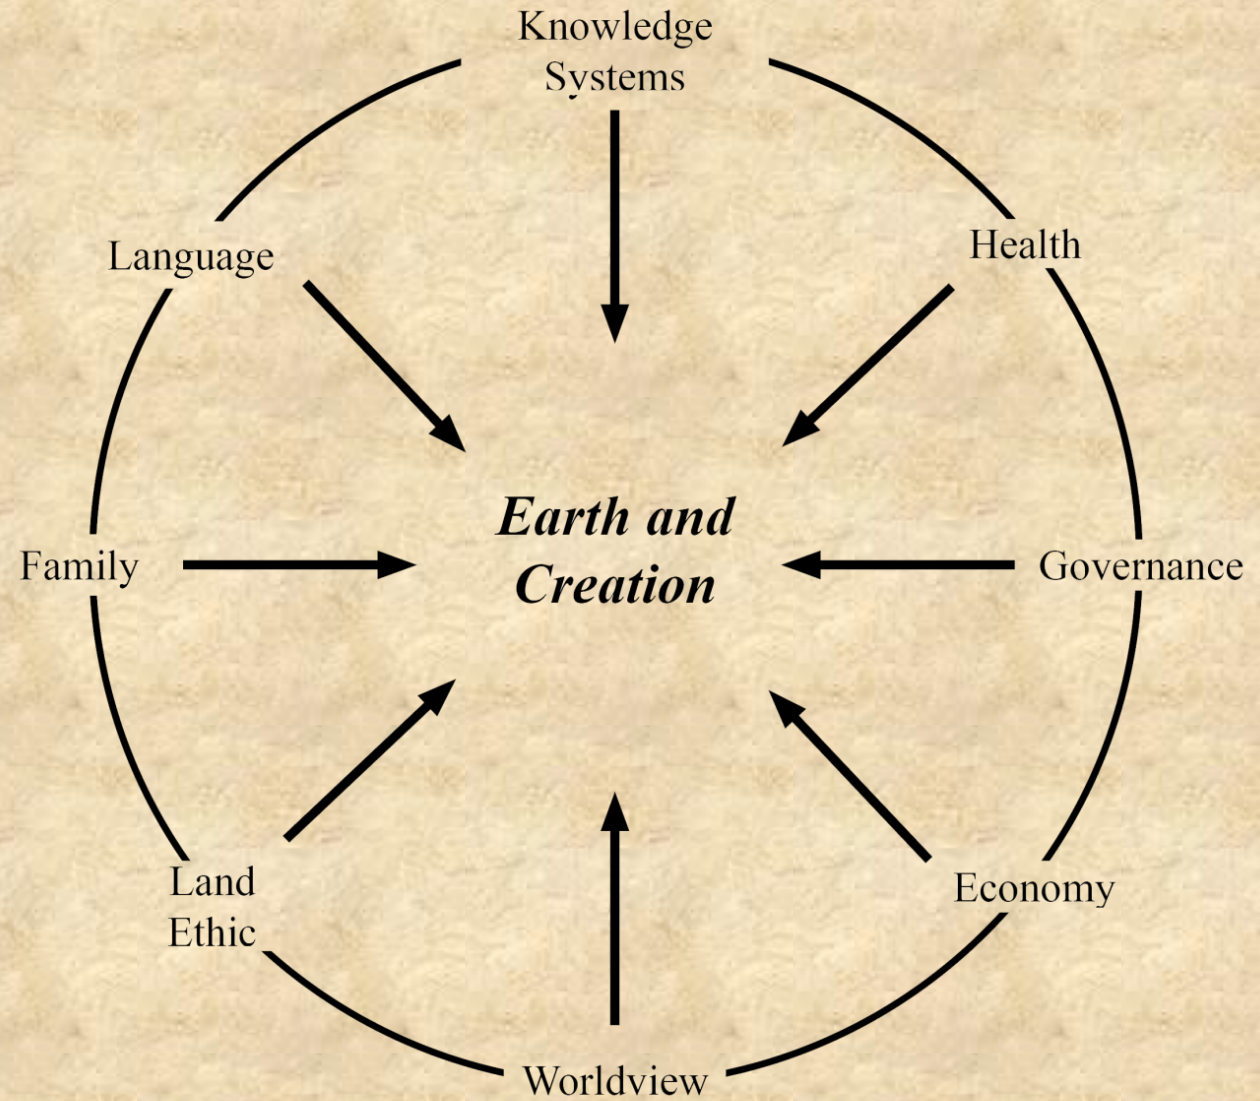 Knowledge
Systems
Language
Health
Earth and
Creation
Family
Governance
Land
Ethic
Economy
Worldview